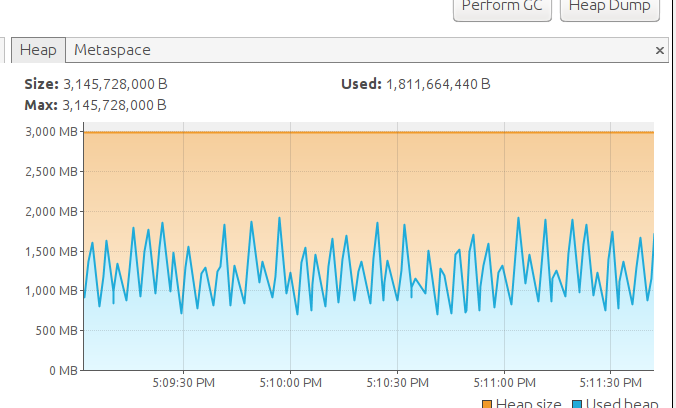 Perform GC Heap Dump
Heap Metaspace ×
Size: 3,145,728,000 B Used: 1,811,664,440 B
Max: 3,145,728,000 B
3,000 MB
2,500 MB
2,000 MB
1,500 MB
1,000 MB
500 MB
0 MB
5:09:30 PM 5:10:00 PM 5:10:30 PM 5:11:00 PM 5:11:30 PM
Heap size Used heap